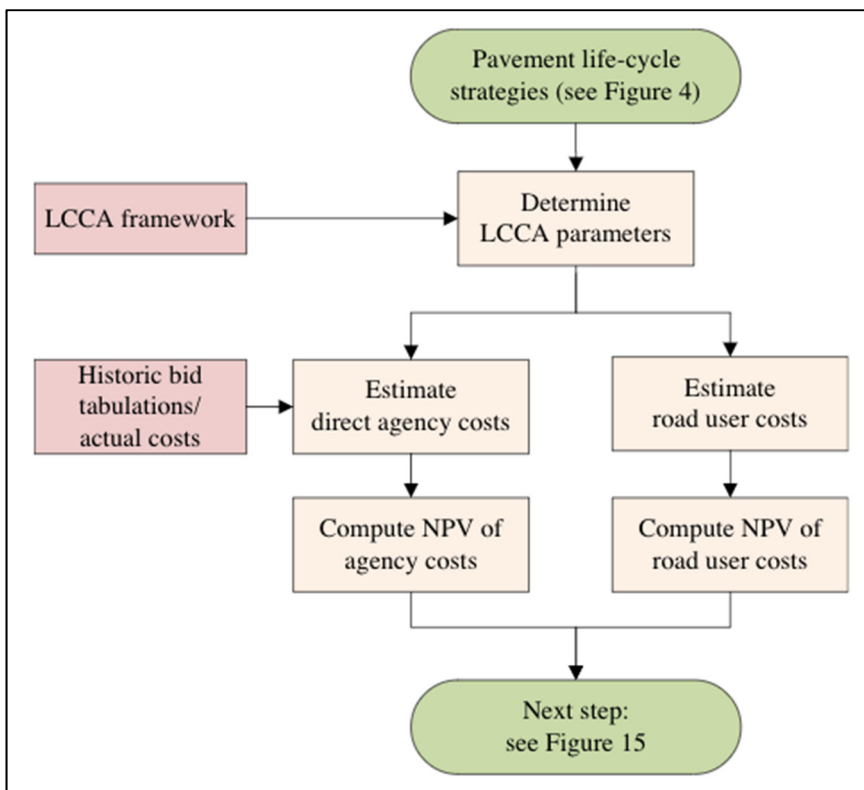 Pavement life-cycle
strategies (see Figure 4)
LCCA framework
Determine
LCCA parameters
Historic bid
tabulations/
actual costs
Estimate
direct agency costs
Estimate
road user costs
Compute NPV of
agency costs
Compute NPV of
road user costs
Next step:
see Figure 15